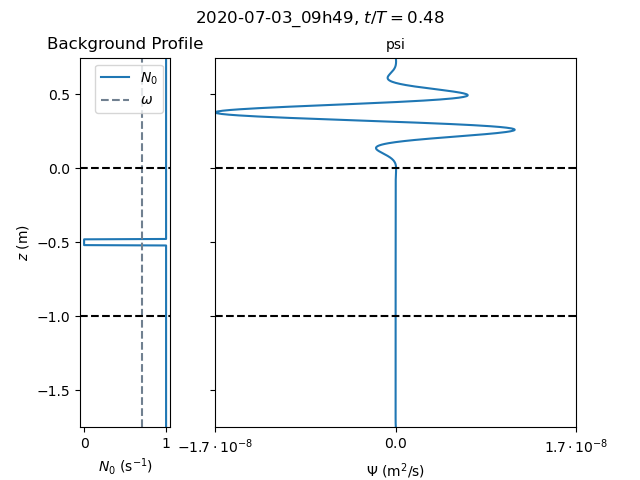 2020-07-03_09h49, t/T = 0.48
Background Profile
psi
N₀
ω
0.5
0.0
−0.5
−1.0
−1.5
z (m)
0
1
N₀ (s⁻¹)
−1.7 · 10⁻⁸
0.0
1.7 · 10⁻⁸
Ψ (m²/s)